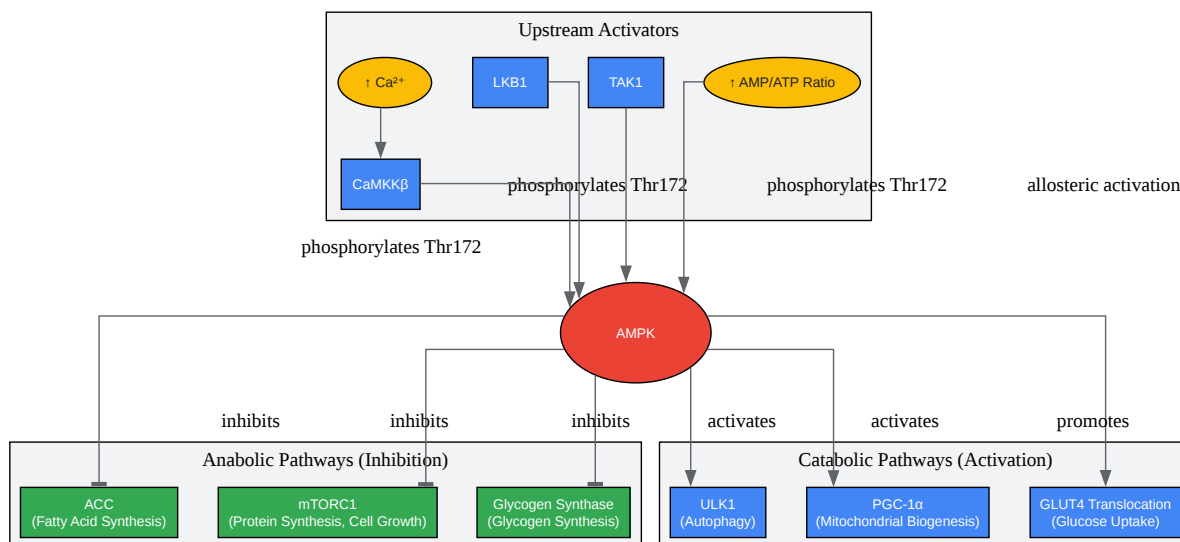 Upstream Activators
↑ Ca²⁺
LKB1
TAK1
↑ AMP/ATP Ratio
CaMKKβ
phosphorylates Thr172
phosphorylates Thr172
allosteric activation
phosphorylates Thr172
AMPK
inhibits
inhibits
inhibits
activates
activates
promotes
Anabolic Pathways (Inhibition)
Catabolic Pathways (Activation)
ACC
(Fatty Acid Synthesis)
mTORC1
(Protein Synthesis, Cell Growth)
Glycogen Synthase
(Glycogen Synthesis)
ULK1
(Autophagy)
PGC-1α
(Mitochondrial Biogenesis)
GLUT4 Translocation
(Glucose Uptake)